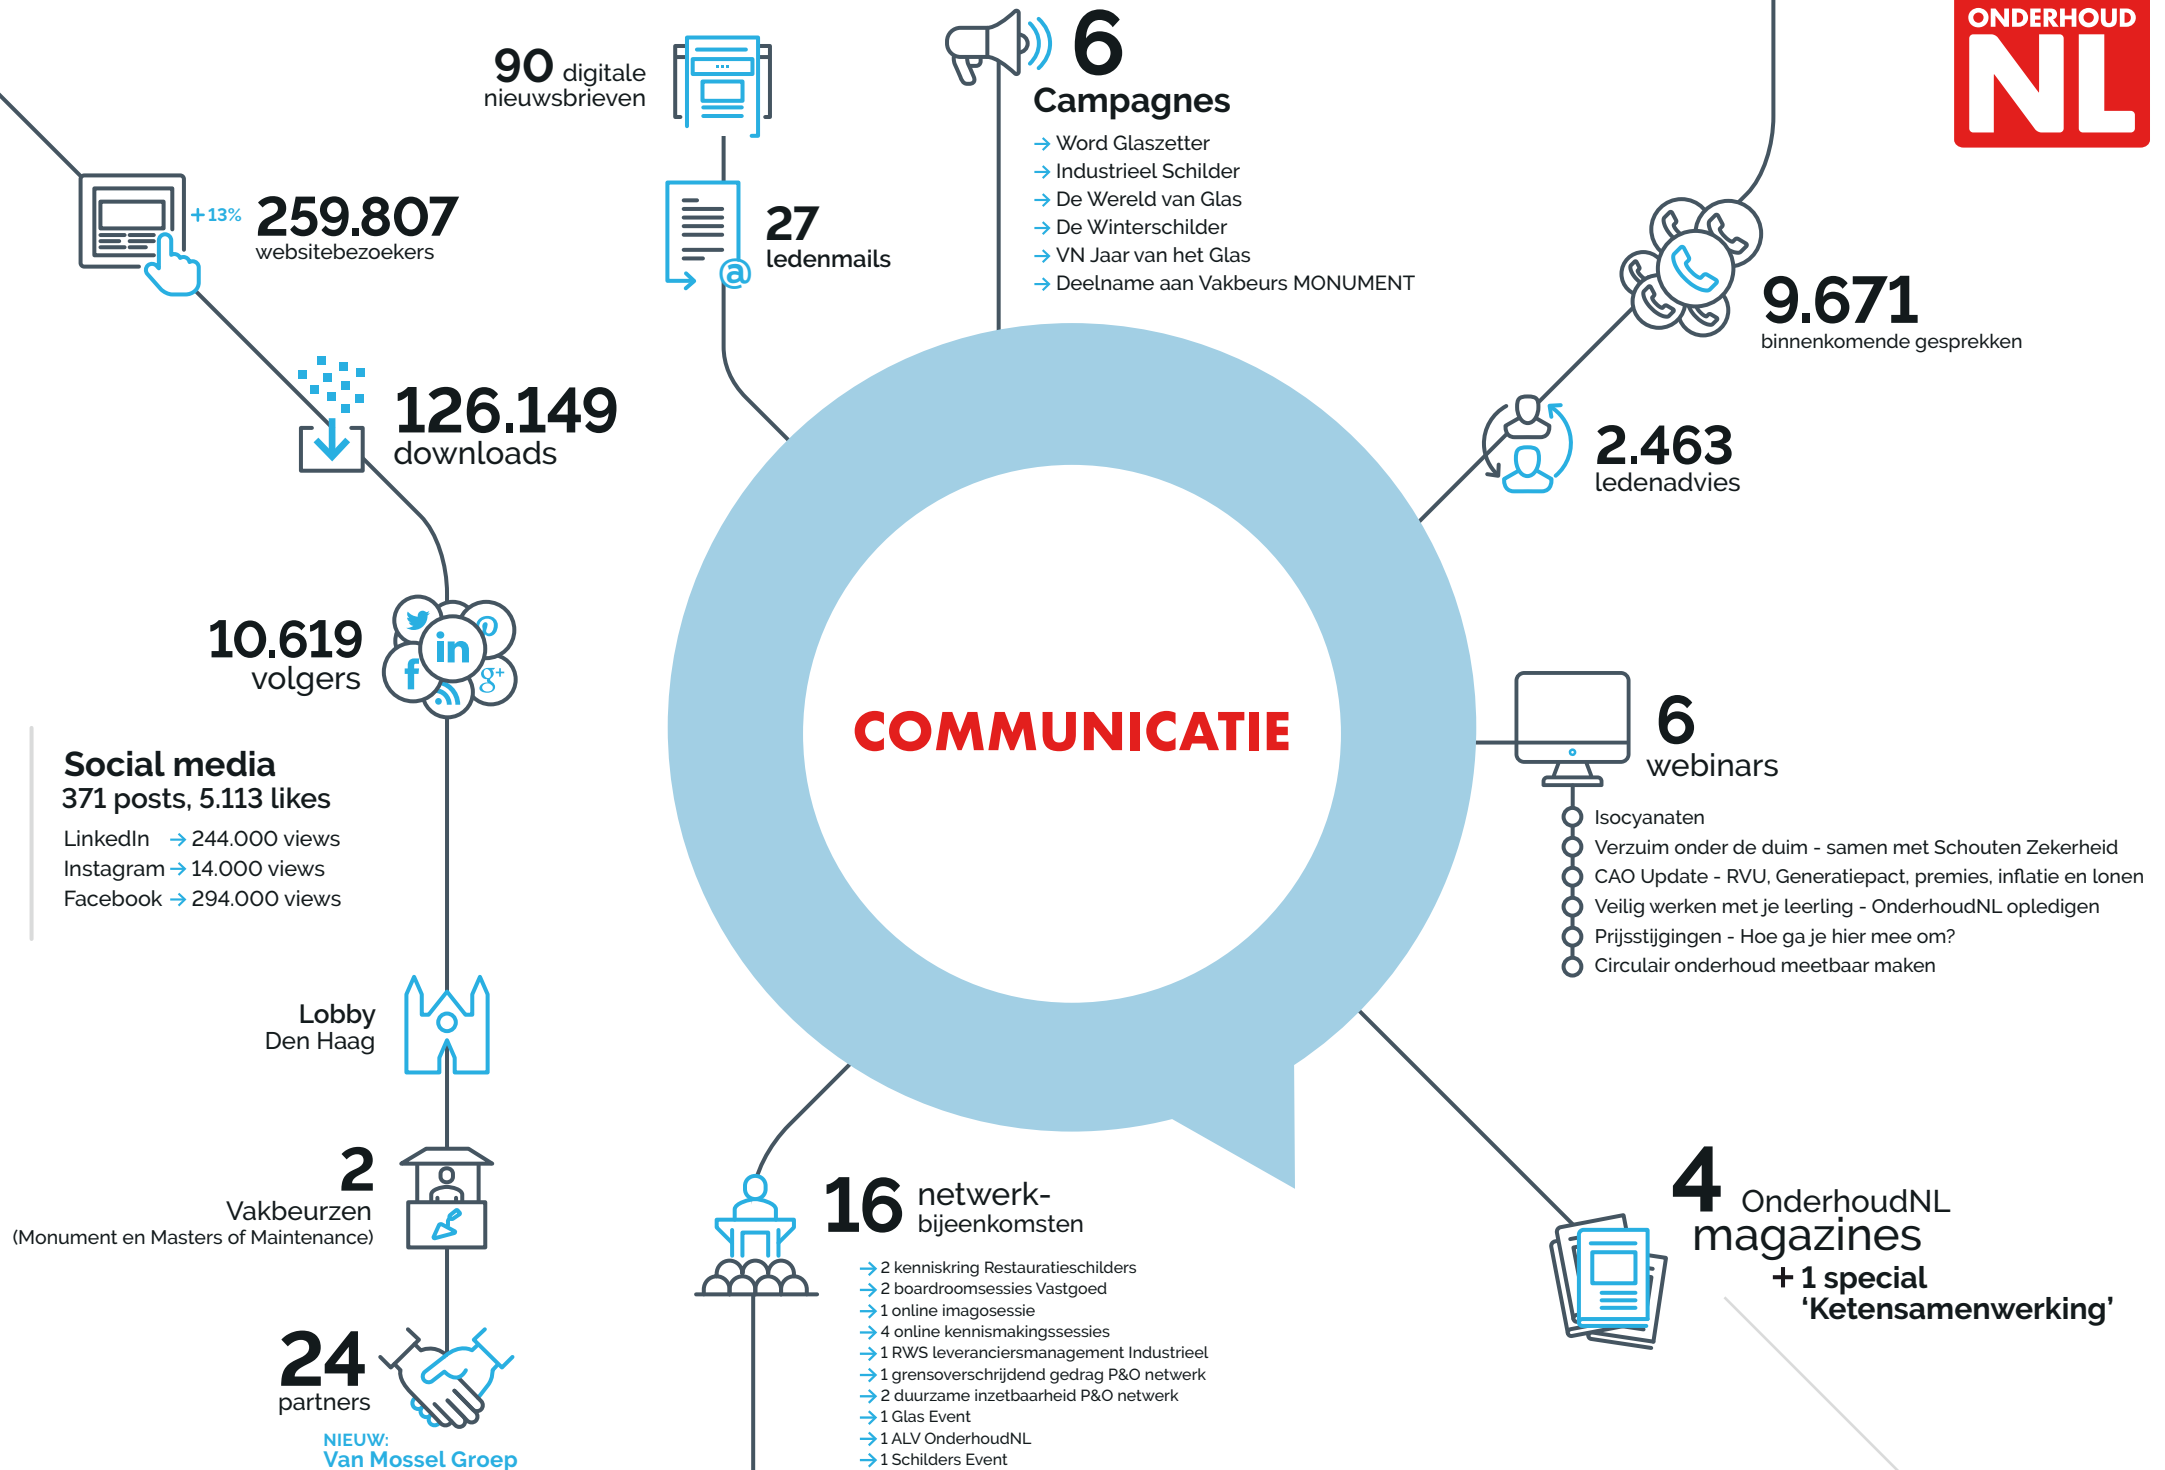 ONDERHOUD
NL
90 digitale
nieuwsbrieven
27
ledenmails
6
Campagnes
→ Word Glaszetter
→ Industrieel Schilder
→ De Wereld van Glas
→ De Winterschilder
→ VN Jaar van het Glas
→ Deelname aan Vakbeurs MONUMENT
+13% 259.807
websitebezoekers
126.149
downloads
10.619
volgers
in
f
g+
@
Social media
371 posts, 5.113 likes
LinkedIn → 244.000 views
Instagram → 14.000 views
Facebook → 294.000 views
Lobby
Den Haag
2
Vakbeurzen
(Monument en Masters of Maintenance)
24
partners
NIEUW:
Van Mossel Groep
COMMUNICATIE
9.671
binnenkomende gesprekken
2.463
ledenadvies
6
webinars
Isocyanaten
Verzuim onder de duim - samen met Schouten Zekerheid
CAO Update - RVU, Generatiepact, premies, inflatie en lonen
Veilig werken met je leerling - OnderhoudNL opledigen
Prijsstijgingen - Hoe ga je hier mee om?
Circulair onderhoud meetbaar maken
16 netwerk-
bijeenkomsten
→ 2 kenniskring Restauratieschilders
→ 2 boardroomsessies Vastgoed
→ 1 online imagosessie
→ 4 online kennismakingssessies
→ 1 RWS leveranciersmanagement Industrieel
→ 1 grensoverschrijdend gedrag P&O netwerk
→ 2 duurzame inzetbaarheid P&O netwerk
→ 1 Glas Event
→ 1 ALV OnderhoudNL
→ 1 Schilders Event
4 OnderhoudNL
magazines
+ 1 special
‘Ketensamenwerking’